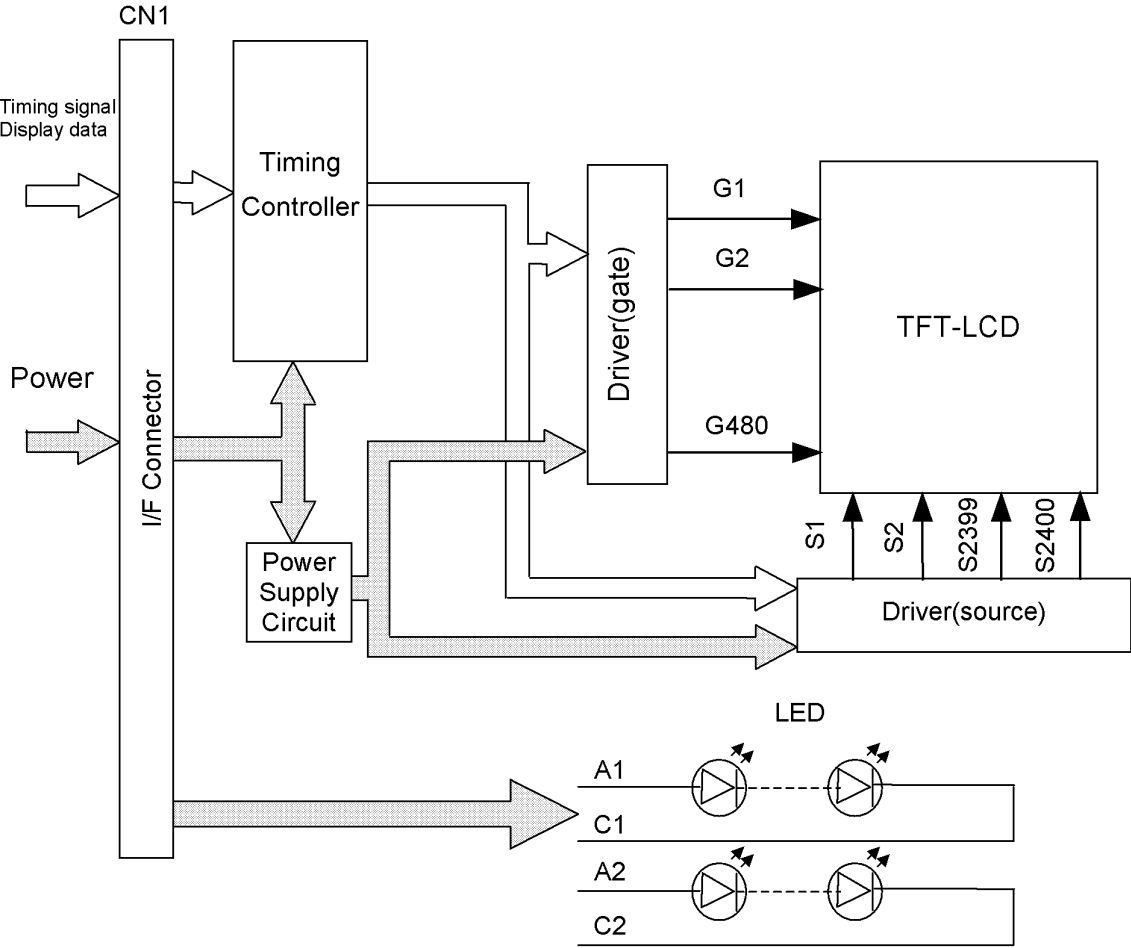 CN1
Timing signal
Display data
Timing
Controller
Power
I/F Connector
Driver(gate)
G1
G2
G480
TFT-LCD
S1
S2
S2399
S2400
Power
Supply
Circuit
Driver(source)
LED
A1
C1
A2
C2